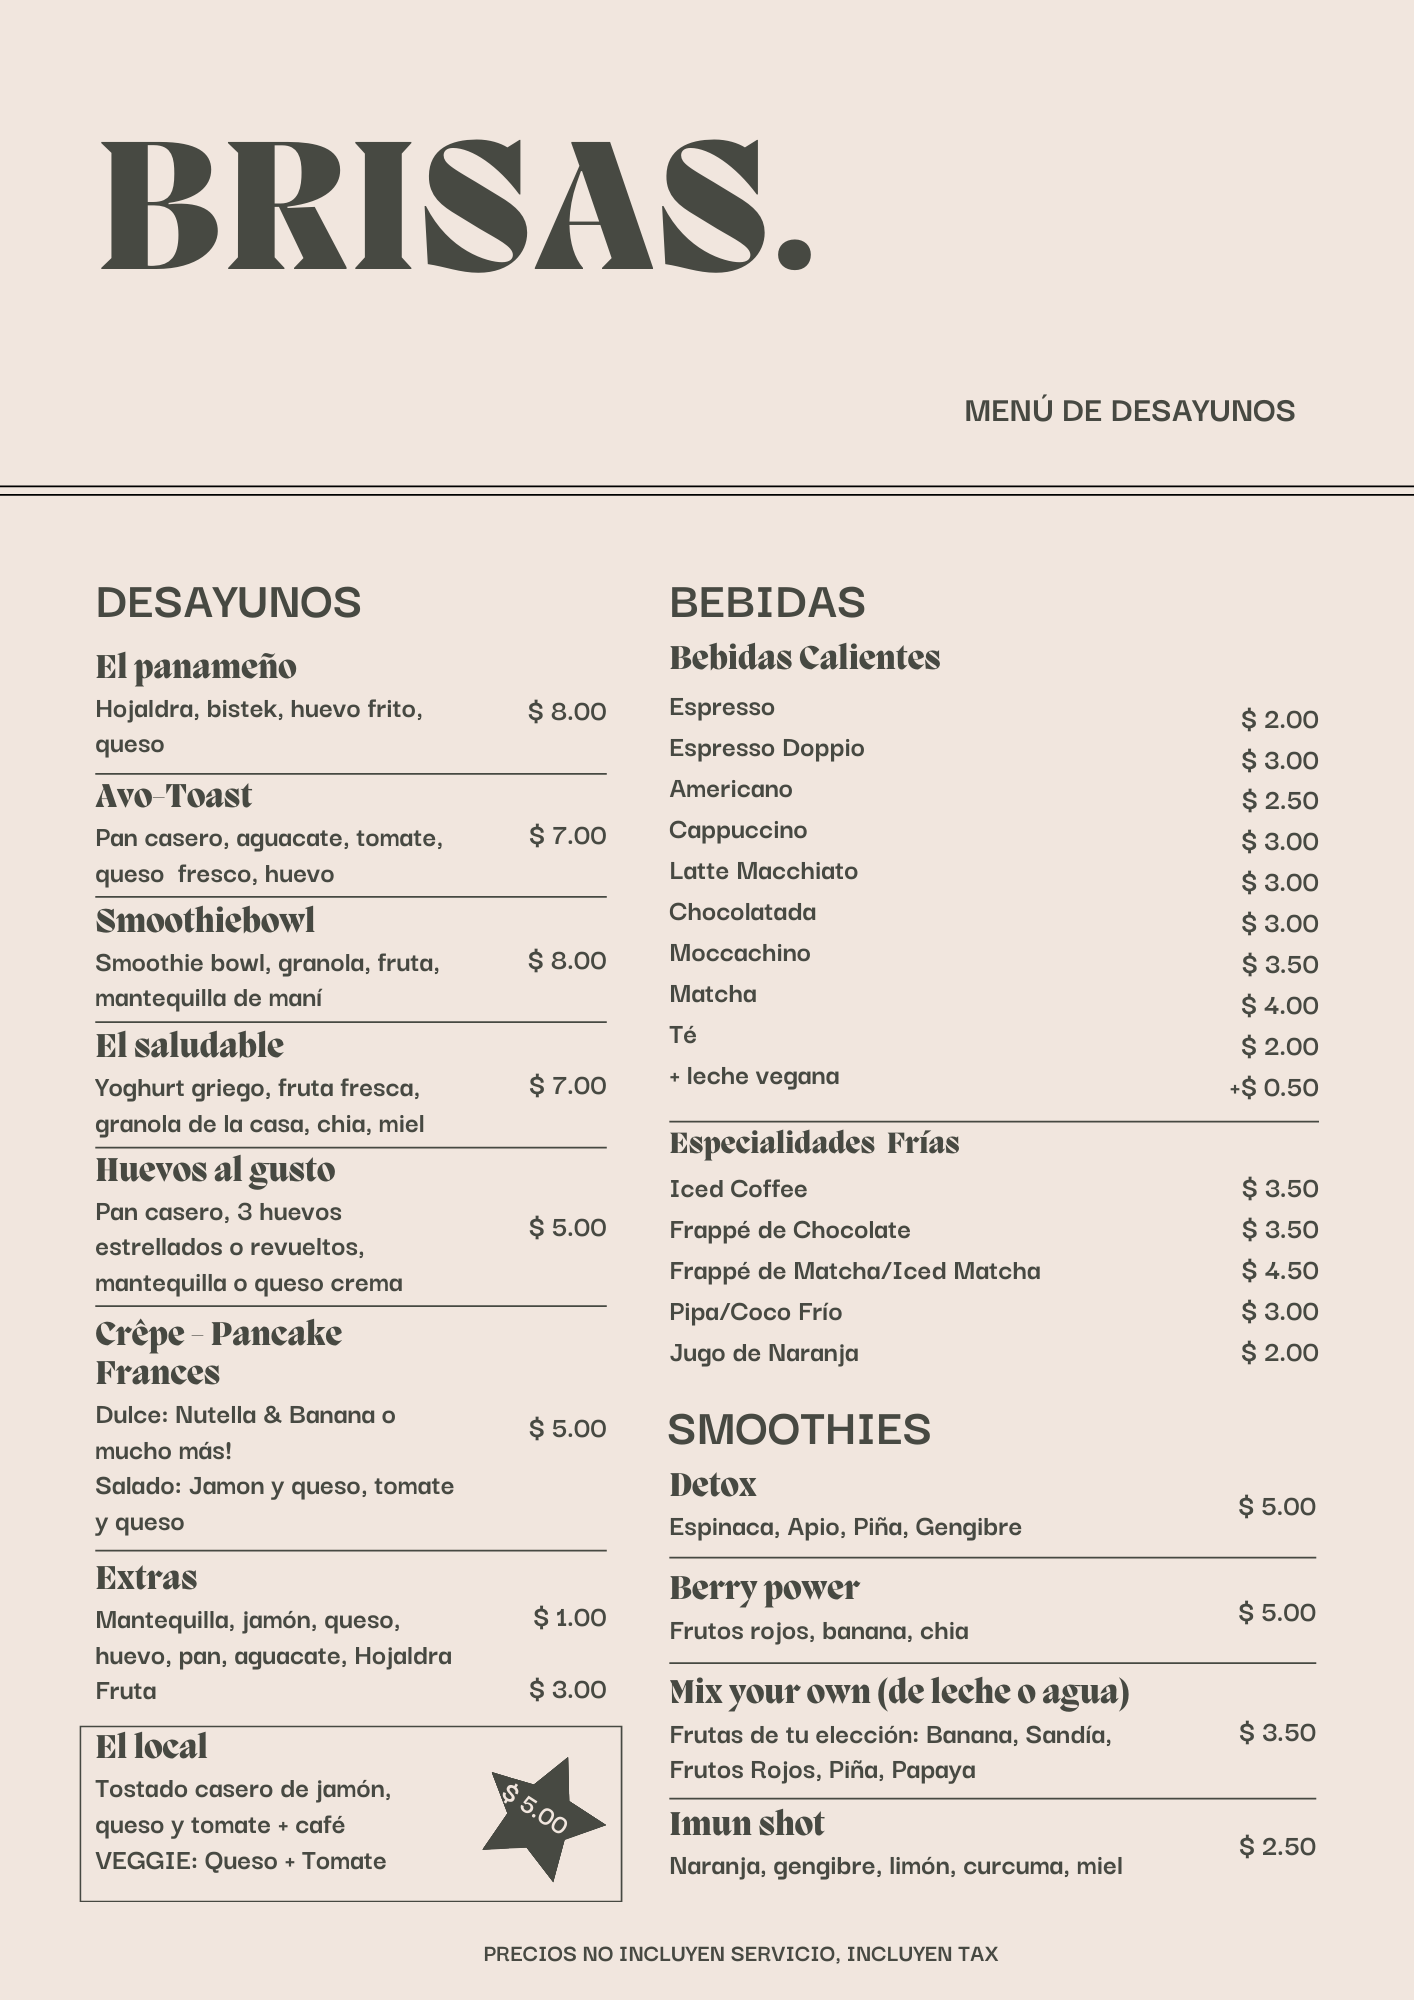 BRISAS.
MENÚ DE DESAYUNOS
DESAYUNOS
El panameño
Hojaldra, bistek, huevo frito,
queso
$ 8.00
Avo-Toast
Pan casero, aguacate, tomate,
queso  fresco, huevo
$ 7.00
Smoothiebowl
Smoothie bowl, granola, fruta,
mantequilla de maní
$ 8.00
El saludable
Yoghurt griego, fruta fresca,
granola de la casa, chia, miel
$ 7.00
Huevos al gusto
Pan casero, 3 huevos
estrellados o revueltos,
mantequilla o queso crema
$ 5.00
Crêpe - Pancake
Frances
Dulce: Nutella & Banana o
mucho más!
Salado: Jamon y queso, tomate
y queso
$ 5.00
Extras
Mantequilla, jamón, queso,
huevo, pan, aguacate, Hojaldra
$ 1.00
Fruta $ 3.00
El local
Tostado casero de jamón,
queso y tomate + café
VEGGIE: Queso + Tomate
$ 5.00
BEBIDAS
Bebidas Calientes
Espresso $ 2.00
Espresso Doppio $ 3.00
Americano $ 2.50
Cappuccino $ 3.00
Latte Macchiato $ 3.00
Chocolatada $ 3.00
Moccachino $ 3.50
Matcha $ 4.00
Té $ 2.00
+ leche vegana +$ 0.50
Especialidades  Frías
Iced Coffee $ 3.50
Frappé de Chocolate $ 3.50
Frappé de Matcha/Iced Matcha $ 4.50
Pipa/Coco Frío $ 3.00
Jugo de Naranja $ 2.00
SMOOTHIES
Detox
Espinaca, Apio, Piña, Gengibre
$ 5.00
Berry power
Frutos rojos, banana, chia
$ 5.00
Mix your own (de leche o agua)
Frutas de tu elección: Banana, Sandía,
Frutos Rojos, Piña, Papaya
$ 3.50
Imun shot
Naranja, gengibre, limón, curcuma, miel
$ 2.50
PRECIOS NO INCLUYEN SERVICIO, INCLUYEN TAX